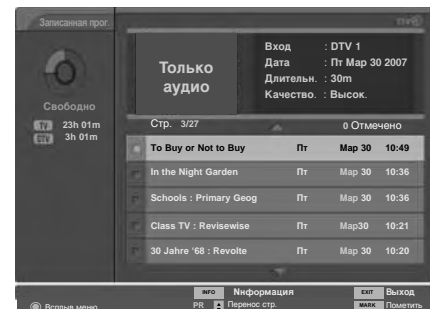 Записанная прог.
Только
аудио
Вход : DTV 1
Дата : Пт Мар 30 2007
Длительн. : 30m
Качество. : Высок.
Свободно
TV 23h 01m
DTV 3h 01m
Стр. 3/27 0 Отмечено
To Buy or Not to Buy Пт Мар 30 10:49
In the Night Garden Пт Мар 30 10:36
Schools : Primary Geog Пт Мар 30 10:36
Class TV : Revisewise Пт Мар30 10:21
30 Jahre '68 : Revolte Пт Мар 30 10:20
INFO Nнформация EXIT Выход
Всплыв меню PR Перенос стр. MARK Пометить